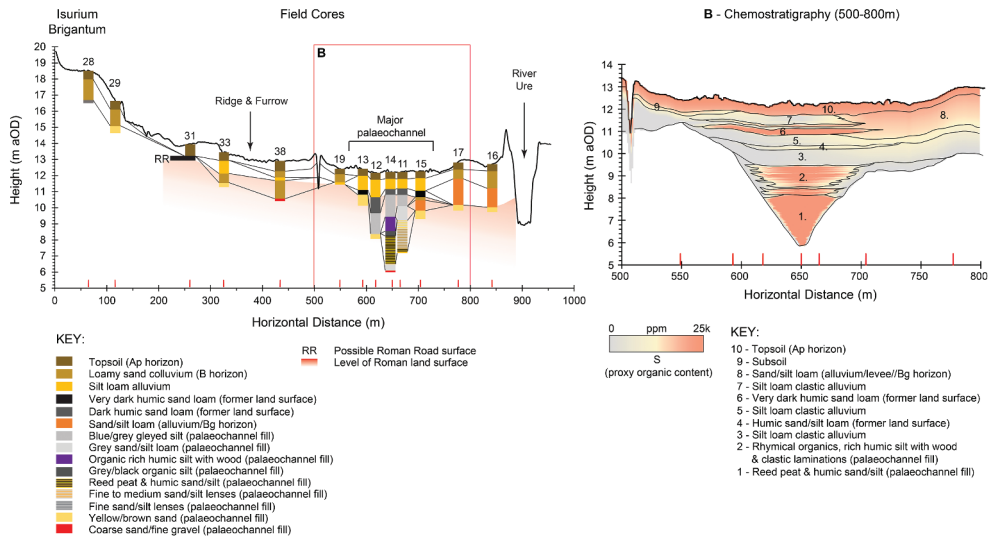 Isurium
Brigantum
Field Cores
B - Chemostratigraphy (500-800m)
20
19
18
17
16
15
14
13
12
11
10
9
8
7
6
5
Height (m aOD)
28
29
31
33
38
19
13
12
14
11
15
17
16
RR
Ridge & Furrow
B
Major
palaeochannel
River
Ure
0
100
200
300
400
500
600
700
800
900
1000
Horizontal Distance (m)
14
13
12
11
10
9
8
7
6
5
Height (m aOD)
9.
10.
8.
7.
6.
5.
4.
3.
2.
1.
500
550
600
650
700
750
800
Horizontal Distance (m)
KEY:
Topsoil (Ap horizon)
Loamy sand colluvium (B horizon)
Silt loam alluvium
Very dark humic sand loam (former land surface)
Dark humic sand loam (former land surface)
Sand/silt loam (alluvium/Bg horizon)
Blue/grey gleyed silt (palaeochannel fill)
Grey sand/silt loam (palaeochannel fill)
Organic rich humic silt with wood (palaeochannel fill)
Grey/black organic silt (palaeochannel fill)
Reed peat & humic sand/silt (palaeochannel fill)
Fine to medium sand/silt lenses (palaeochannel fill)
Fine sand/silt lenses (palaeochannel fill)
Yellow/brown sand (palaeochannel fill)
Coarse sand/fine gravel (palaeochannel fill)
RR Possible Roman Road surface
Level of Roman land surface
0 ppm 25k
S
(proxy organic content)
KEY:
10 - Topsoil (Ap horizon)
9 - Subsoil
8 - Sand/silt loam (alluvium/levee//Bg horizon)
7 - Silt loam clastic alluvium
6 - Very dark humic sand loam (former land surface)
5 - Silt loam clastic alluvium
4 - Humic sand/silt loam (former land surface)
3 - Silt loam clastic alluvium
2 - Rhymical organics, rich humic silt with wood
& clastic laminations (palaeochannel fill)
1 - Reed peat & humic sand/silt (palaeochannel fill)